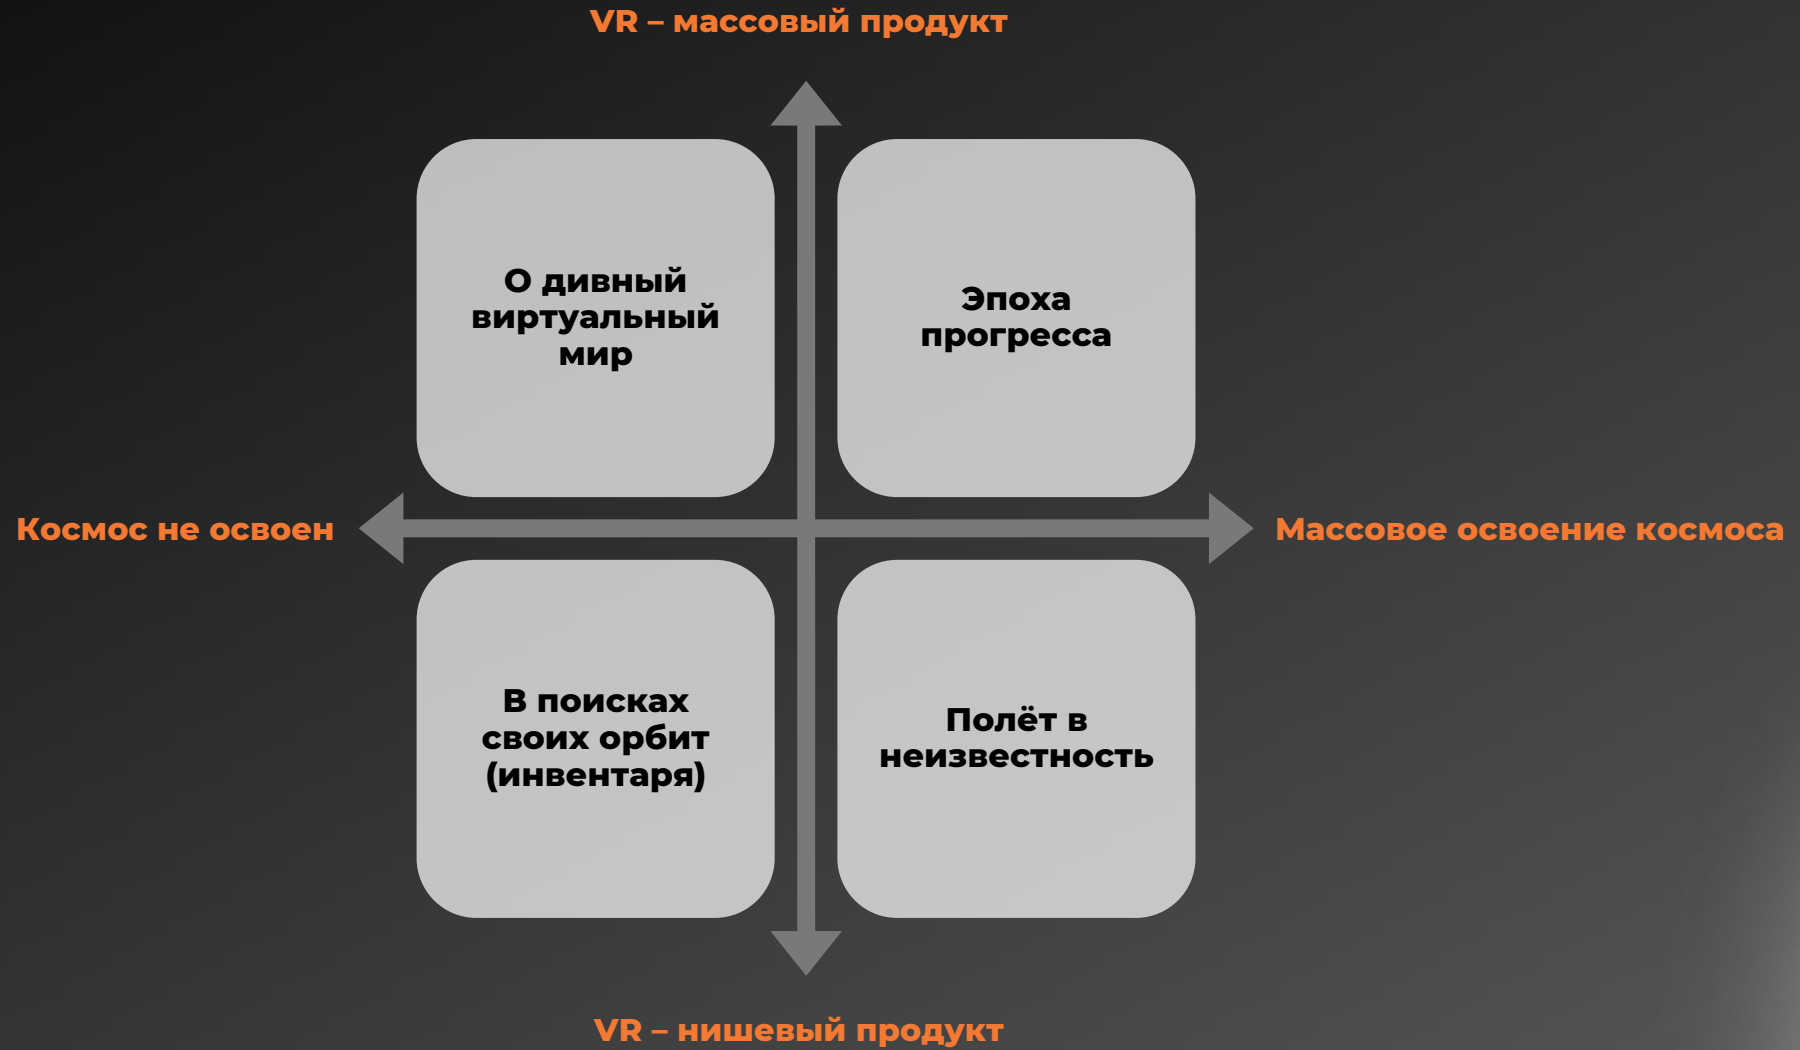 VR – массовый продукт
О дивный
виртуальный
мир
Эпоха
прогресса
Космос не освоен
Массовое освоение космоса
В поисках
своих орбит
(инвентаря)
Полёт в
неизвестность
VR – нишевый продукт